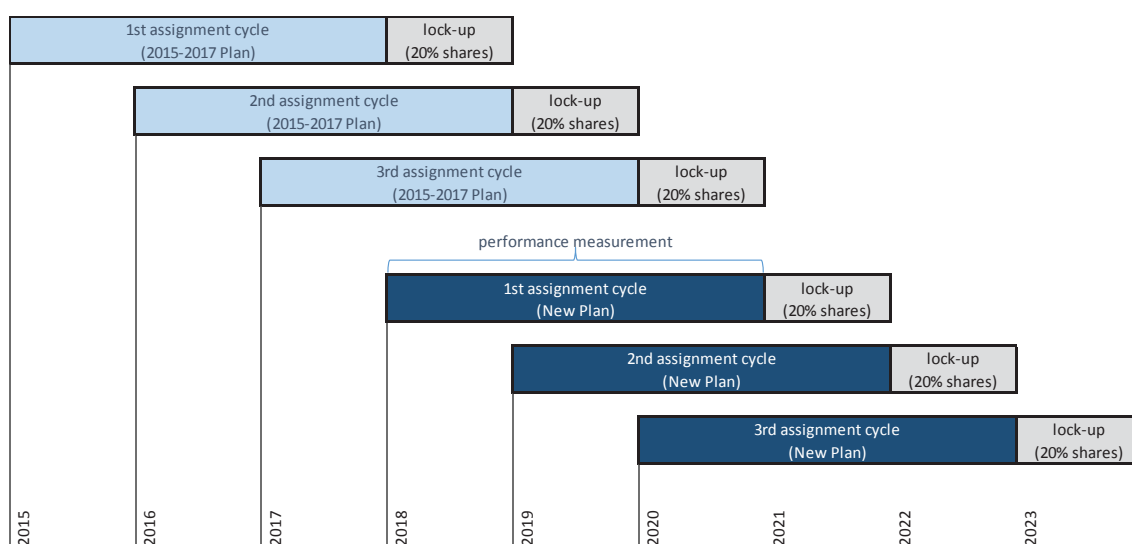 1st assignment cycle
(2015-2017 Plan)
lock-up
(20% shares)
2nd assignment cycle
(2015-2017 Plan)
lock-up
(20% shares)
3rd assignment cycle
(2015-2017 Plan)
lock-up
(20% shares)
performance measurement
1st assignment cycle
(New Plan)
lock-up
(20% shares)
2nd assignment cycle
(New Plan)
lock-up
(20% shares)
3rd assignment cycle
(New Plan)
lock-up
(20% shares)
2015
2016
2017
2018
2019
2020
2021
2022
2023